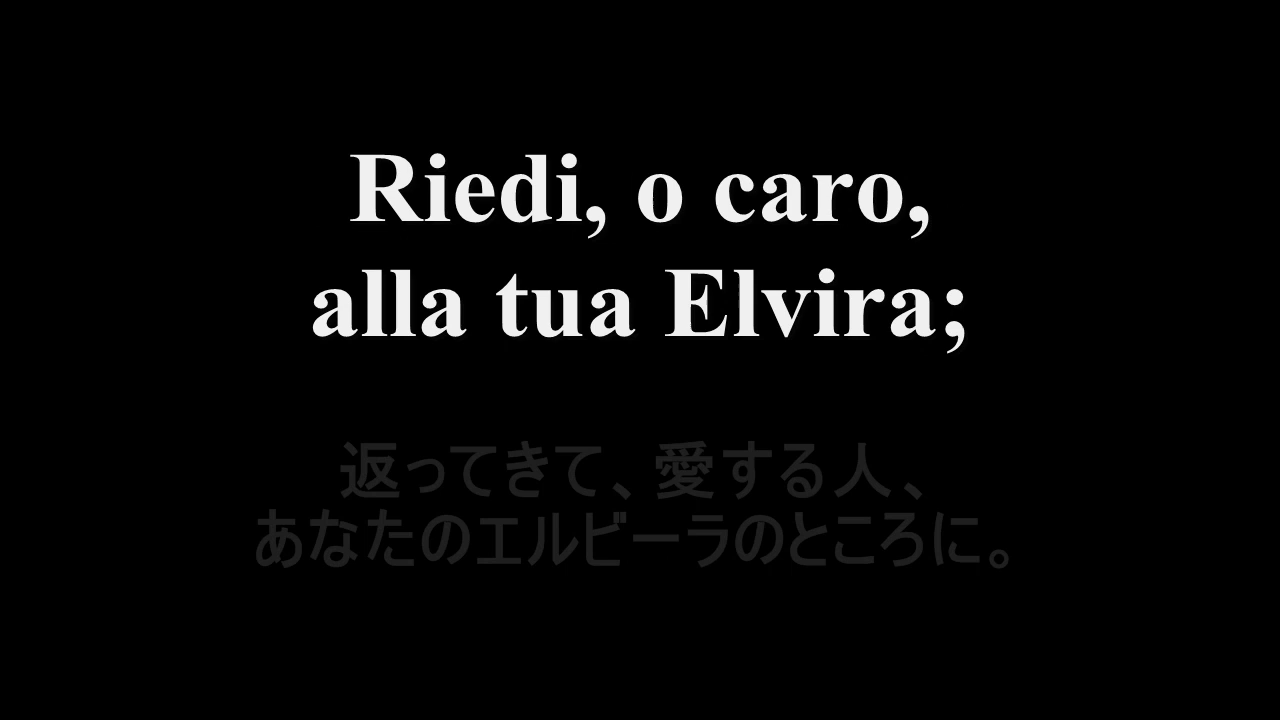 Riedi, o caro,
alla tua Elvira;
返ってきて、愛する人、
あなたのエルビーラのところに。